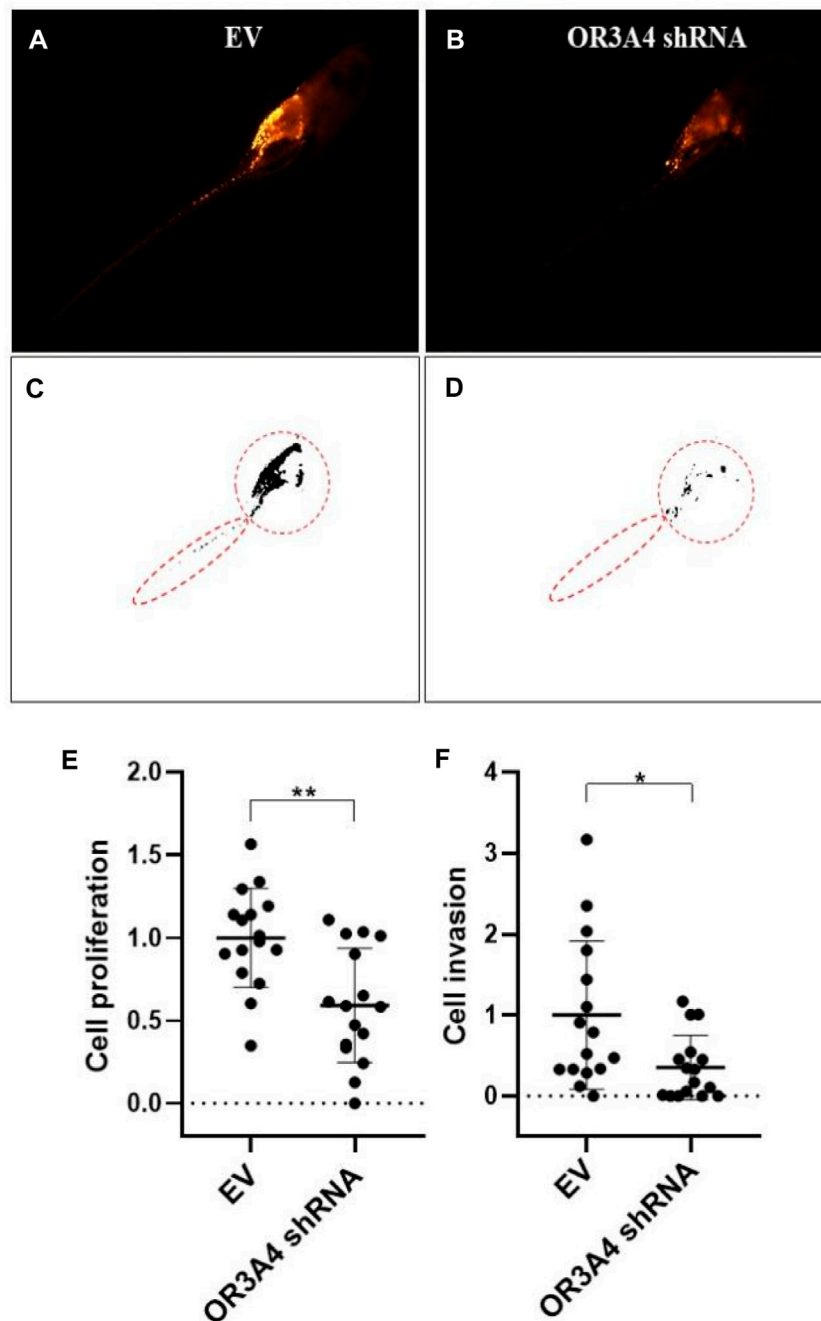 A
EV
B
OR3A4 shRNA
C
D
E
Cell proliferation
2.0
1.5
1.0
0.5
0.0
**
EV
OR3A4 shRNA
F
Cell invasion
4
3
2
1
0
*
EV
OR3A4 shRNA